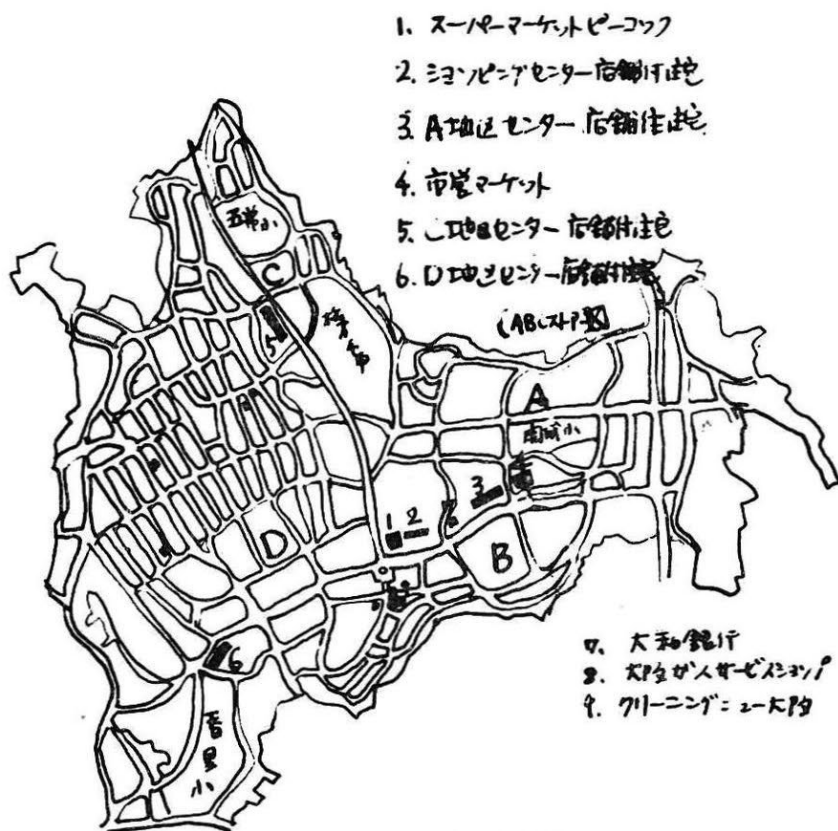 1. スーパーマーケットピーコック
2. ショッピングセンター店舗付住宅
3. A地区センター店舗付住宅
4. 市営マーケット
5. C地区センター店舗付住宅
6. D地区センター店舗付住宅
(ABCストアー
五常小
C
5
A
開成小
3
1 2
D
B
6
香里小
7. 大和銀行
8. 大阪ガスサービスショップ
9. クリーニングニュー大阪